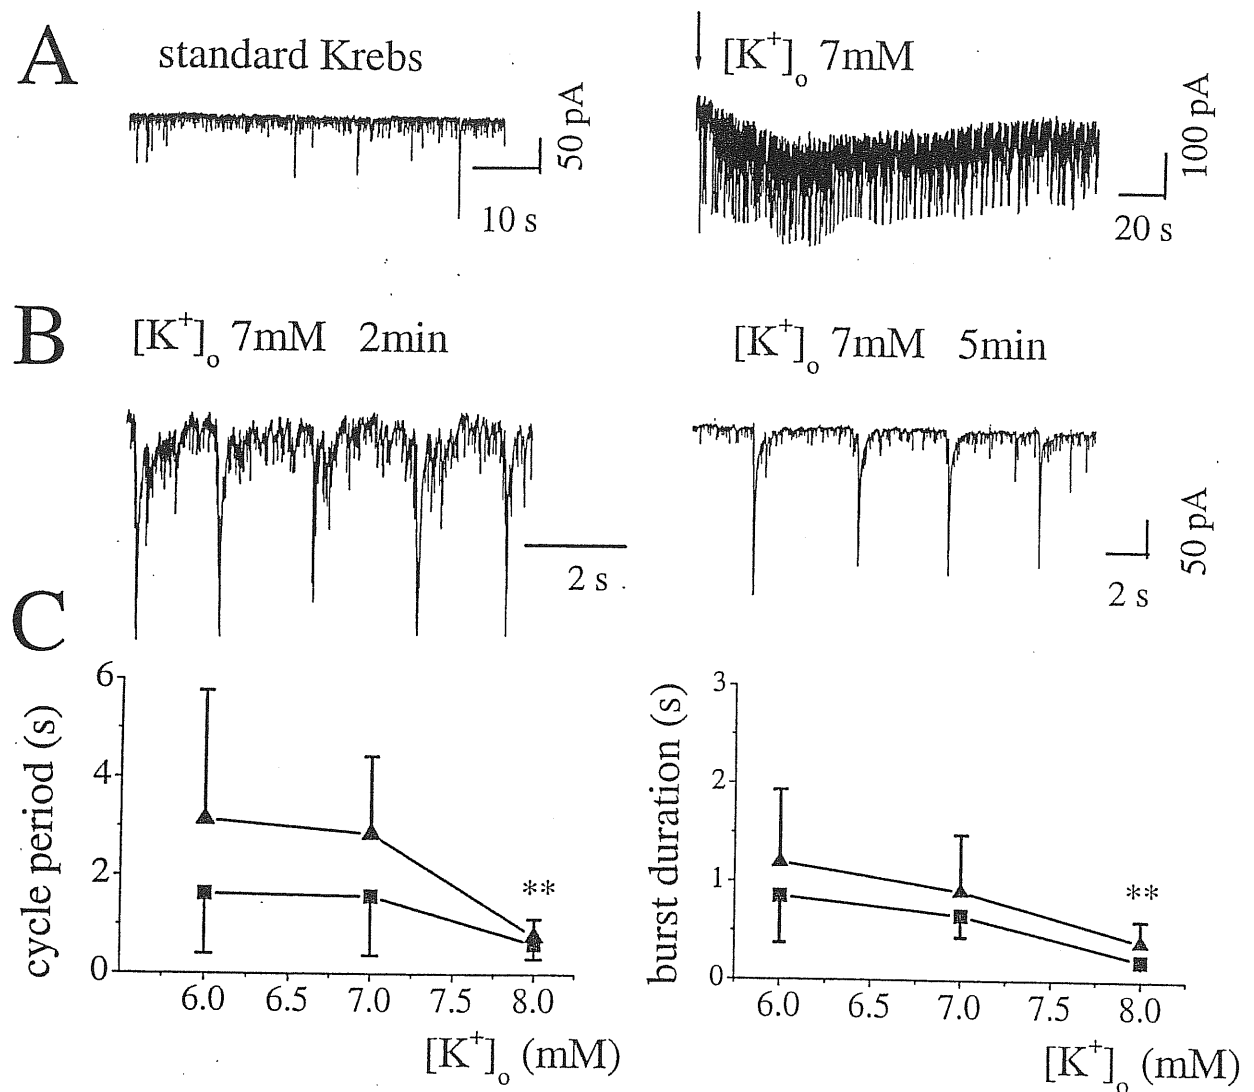 A
standard Krebs
50 pA
10 s
[K⁺]ₒ 7mM
100 pA
20 s
B
[K⁺]ₒ 7mM 2min
2 s
[K⁺]ₒ 7mM 5min
50 pA
2 s
C
cycle period (s)
6
4
2
0
**
6.0 6.5 7.0 7.5 8.0
[K⁺]ₒ (mM)
burst duration (s)
3
2
1
0
**
6.0 6.5 7.0 7.5 8.0
[K⁺]ₒ (mM)